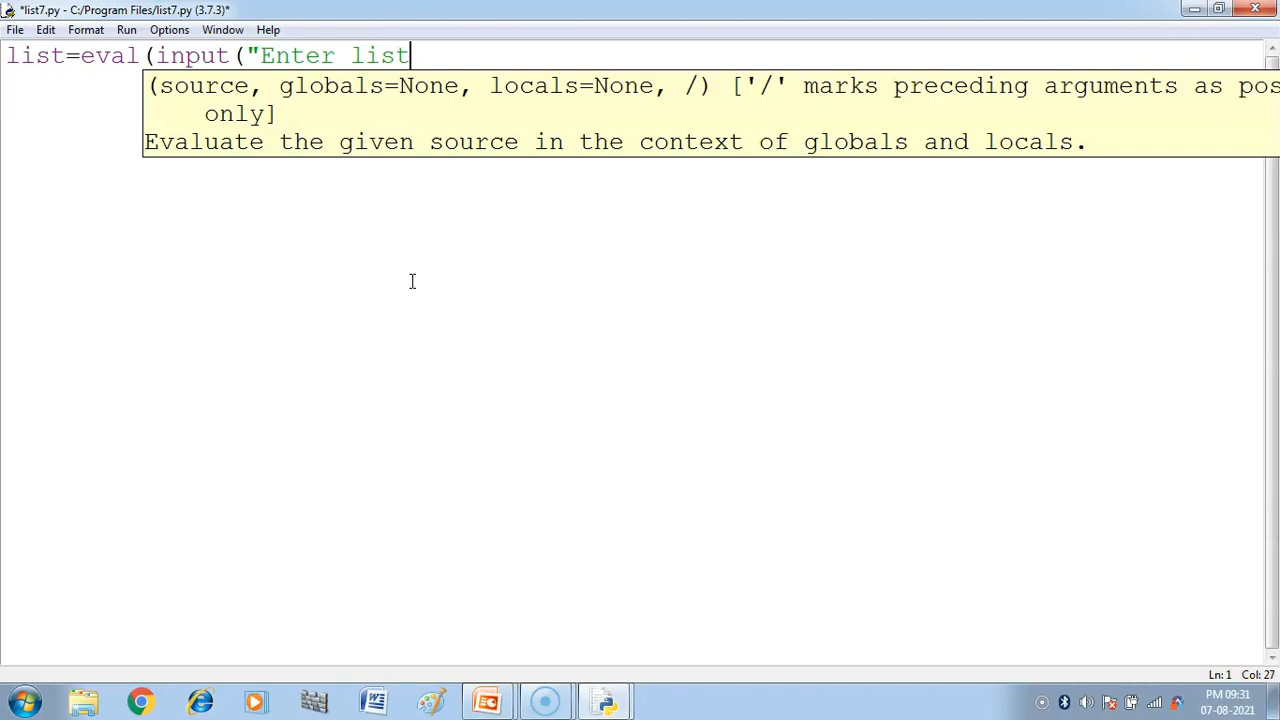 *list7.py - C:/Program Files/list7.py (3.7.3)*
File Edit Format Run Options Window Help
list=eval(input("Enter list
(source, globals=None, locals=None, /) ['/' marks preceding arguments as pos
only]
Evaluate the given source in the context of globals and locals.
Ln: 1 Col: 27
PM 09:31
07-08-2021